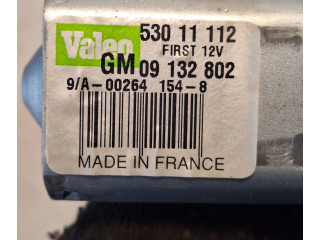 Valeo 530 11 112
FIRST 12V
GM 09 132 802
9/A-00264 154-8
MADE IN FRANCE